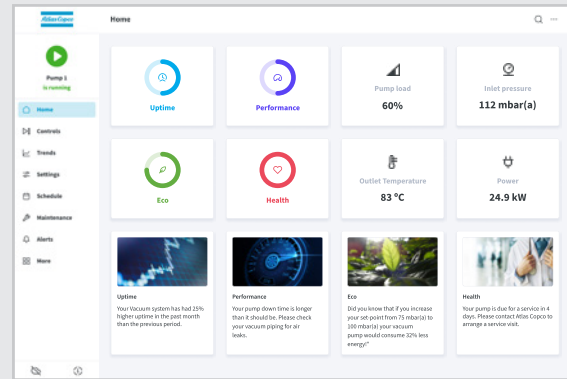 Atlas Copco
Home
Pump 1
is running
Home
Controls
Trends
Settings
Schedule
Maintenance
Alerts
More
Uptime
Performance
Pump load
60%
Inlet pressure
112 mbar(a)
Eco
Health
Outlet Temperature
83 °C
Power
24.9 kW
Uptime
Your Vacuum system has had 25%
higher uptime in the past month
than the previous period.
Performance
Your pump down time is longer
than it should be. Please check
your vacuum piping for air
leaks.
Eco
Did you know that if you increase
your set-point from 75 mbar(a) to
100 mbar(a) your vacuum
pump would consume 32% less
energy!"
Health
Your pump is due for a service in 4
days. Please contact Atlas Copco to
arrange a service visit.